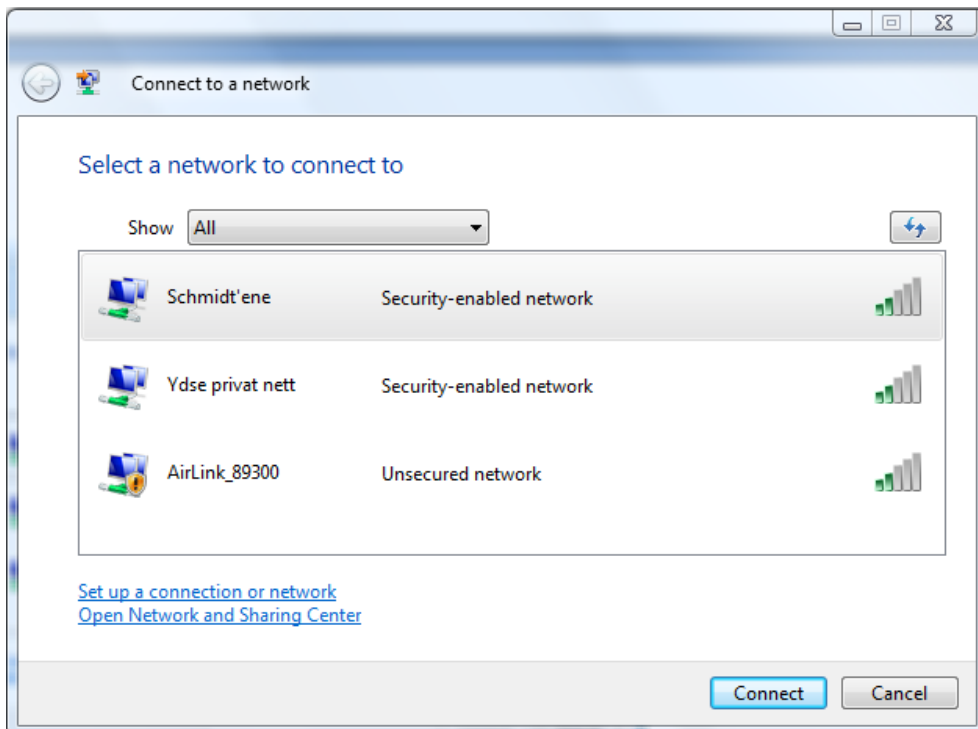 Connect to a network
Select a network to connect to
Show All
Schmidt'ene Security-enabled network
Ydse privat nett Security-enabled network
AirLink_89300 Unsecured network
Set up a connection or network
Open Network and Sharing Center
Connect Cancel